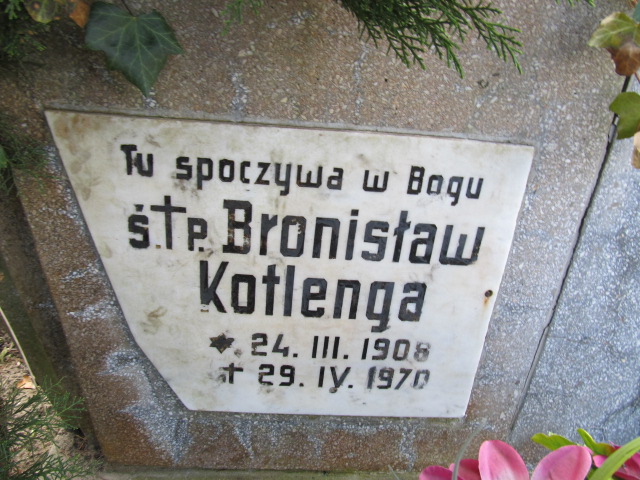 Tu spoczywa w Bogu
ś.†p. Bronisław
Kotlenga
* 24. III. 1908
† 29. IV. 1970